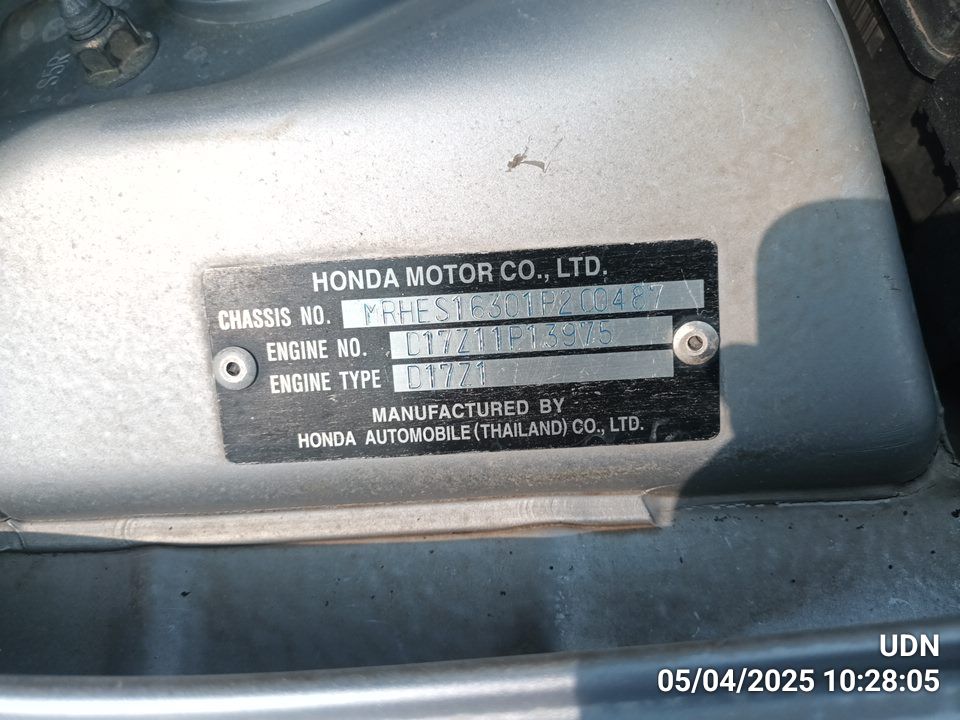 S5R
HONDA MOTOR CO., LTD.
CHASSIS NO. MRHES16301P200487
ENGINE NO. D17Z11P13975
ENGINE TYPE D17Z1
MANUFACTURED BY
HONDA AUTOMOBILE (THAILAND) CO., LTD.
UDN
05/04/2025 10:28:05